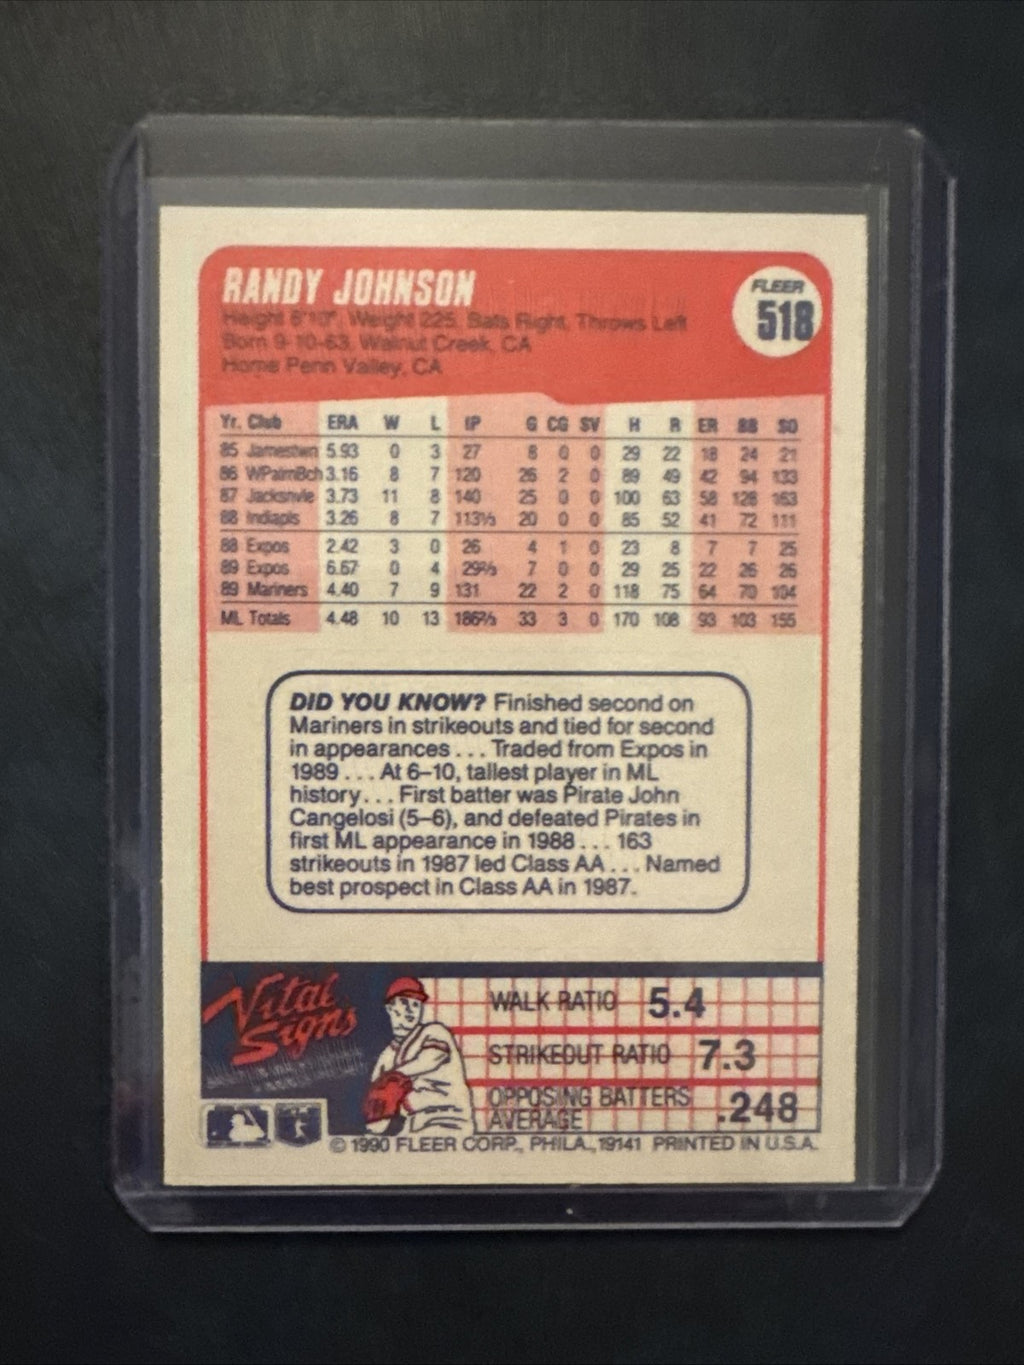 RANDY JOHNSON
FLEER
518
Height 6'10", Weight 225, Bats Right, Throws Left
Born 9-10-63, Walnut Creek, CA
Home Penn Valley, CA
Yr. Club ERA W L IP G CG SV H R ER BB SO
85 Jamestwn 5.93 0 3 27 8 0 0 29 22 18 24 21
86 WPalmBch 3.16 8 7 120 26 2 0 89 49 42 94 133
87 Jacksnvle 3.73 11 8 140 25 0 0 100 63 58 128 163
88 Indiapls 3.26 8 7 113⅓ 20 0 0 85 52 41 72 111
88 Expos 2.42 3 0 26 4 1 0 23 8 7 7 25
89 Expos 6.67 0 4 29⅔ 7 0 0 29 25 22 26 26
89 Mariners 4.40 7 9 131 22 2 0 118 75 64 70 104
ML Totals 4.48 10 13 186⅔ 33 3 0 170 108 93 103 155
DID YOU KNOW? Finished second on
Mariners in strikeouts and tied for second
in appearances . . . Traded from Expos in
1989 . . . At 6–10, tallest player in ML
history . . . First batter was Pirate John
Cangelosi (5–6), and defeated Pirates in
first ML appearance in 1988 . . . 163
strikeouts in 1987 led Class AA . . . Named
best prospect in Class AA in 1987.
Vital
Signs
WALK RATIO 5.4
STRIKEOUT RATIO 7.3
OPPOSING BATTERS
AVERAGE .248
© 1990 FLEER CORP., PHILA., 19141 PRINTED IN U.S.A.